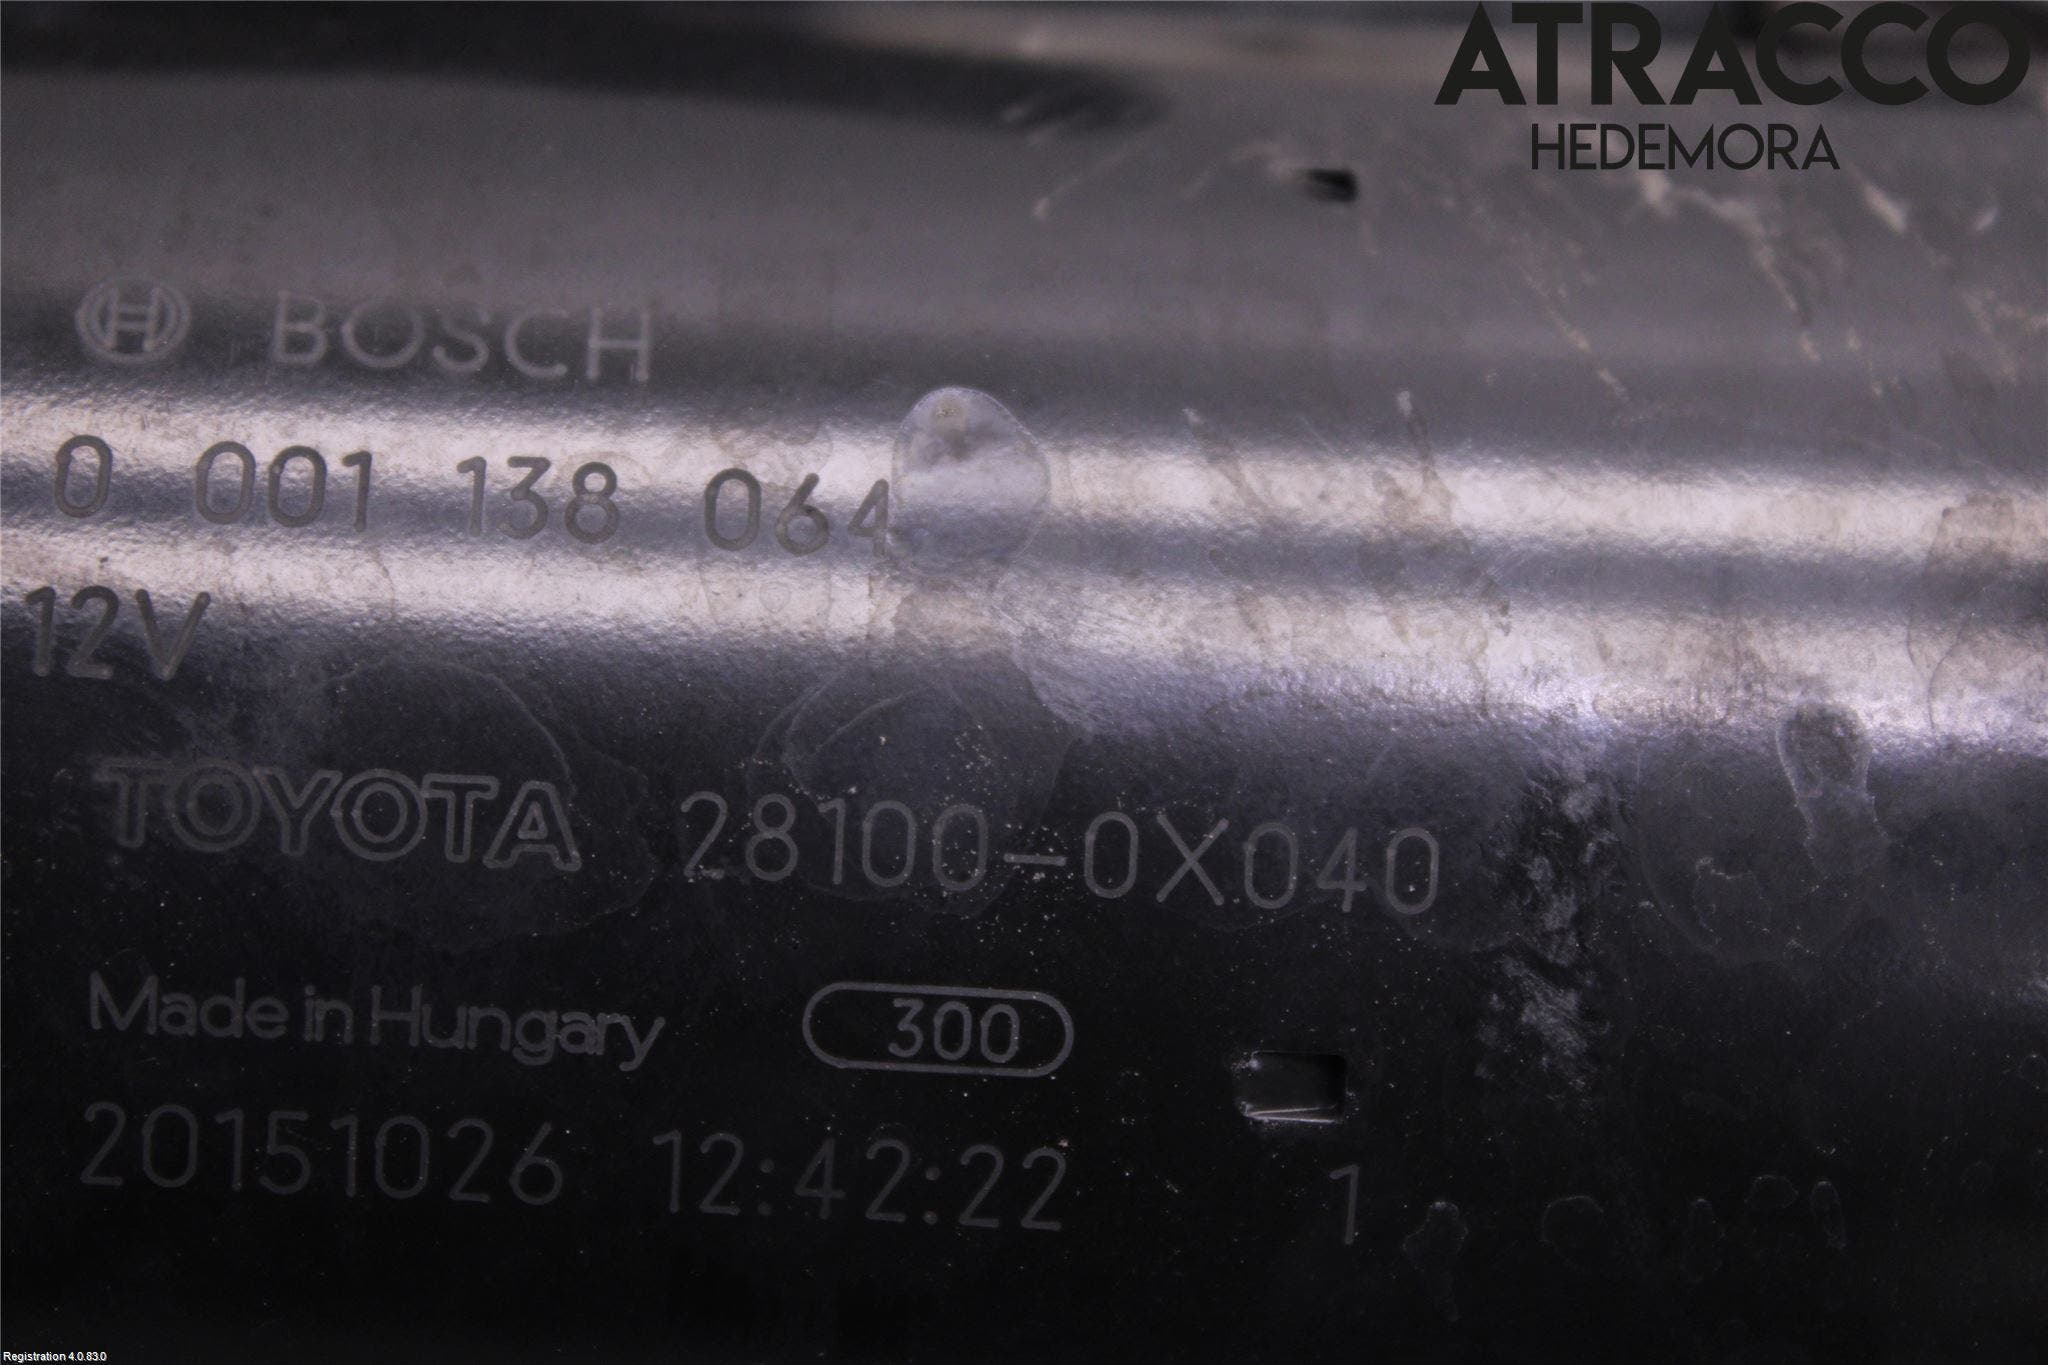 ATRACCO
HEDEMORA
BOSCH
0 001 138 064
12V
TOYOTA 28100-0X040
Made in Hungary 300
20151026 12:42:22 1
Registration 4.0.83.0